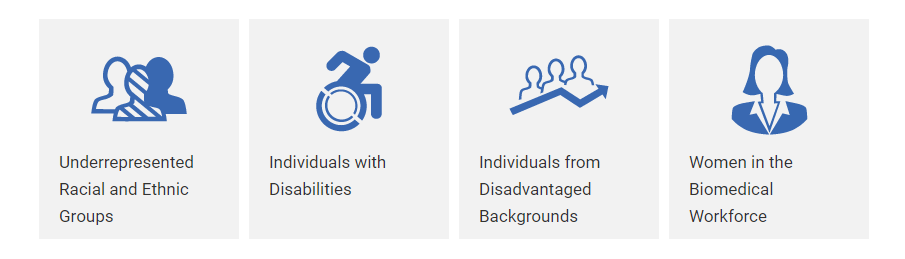 Underrepresented
Racial and Ethnic
Groups
Individuals with
Disabilities
Individuals from
Disadvantaged
Backgrounds
Women in the
Biomedical
Workforce